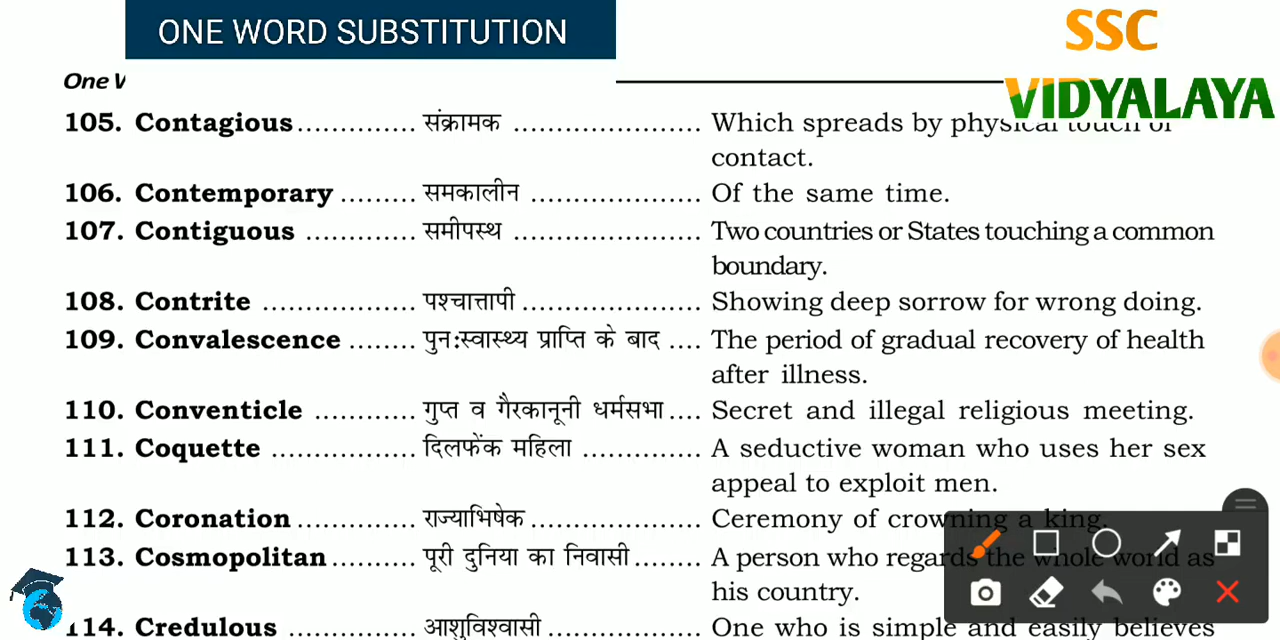 ONE WORD SUBSTITUTION
SSC
VIDYALAYA
One
105. Contagious.............. संक्रामक ...................... Which spreads by physical touch or
contact.
106. Contemporary ......... समकालीन .................... Of the same time.
107. Contiguous ............. समीपस्थ ...................... Two countries or States touching a common
boundary.
108. Contrite .................. पश्चात्तापी .................... Showing deep sorrow for wrong doing.
109. Convalescence ........ पुनःस्वास्थ्य प्राप्ति के बाद .... The period of gradual recovery of health
after illness.
110. Conventicle ............ गुप्त व गैरकानूनी धर्मसभा .... Secret and illegal religious meeting.
111. Coquette ................. दिलफेंक महिला .............. A seductive woman who uses her sex
appeal to exploit men.
112. Coronation .............. राज्याभिषेक .................... Ceremony of crowning a king.
113. Cosmopolitan .......... पूरी दुनिया का निवासी ........ A person who regards the whole world as
his country.
114. Credulous ............... आशुविश्वासी .................. One who is simple and easily believes